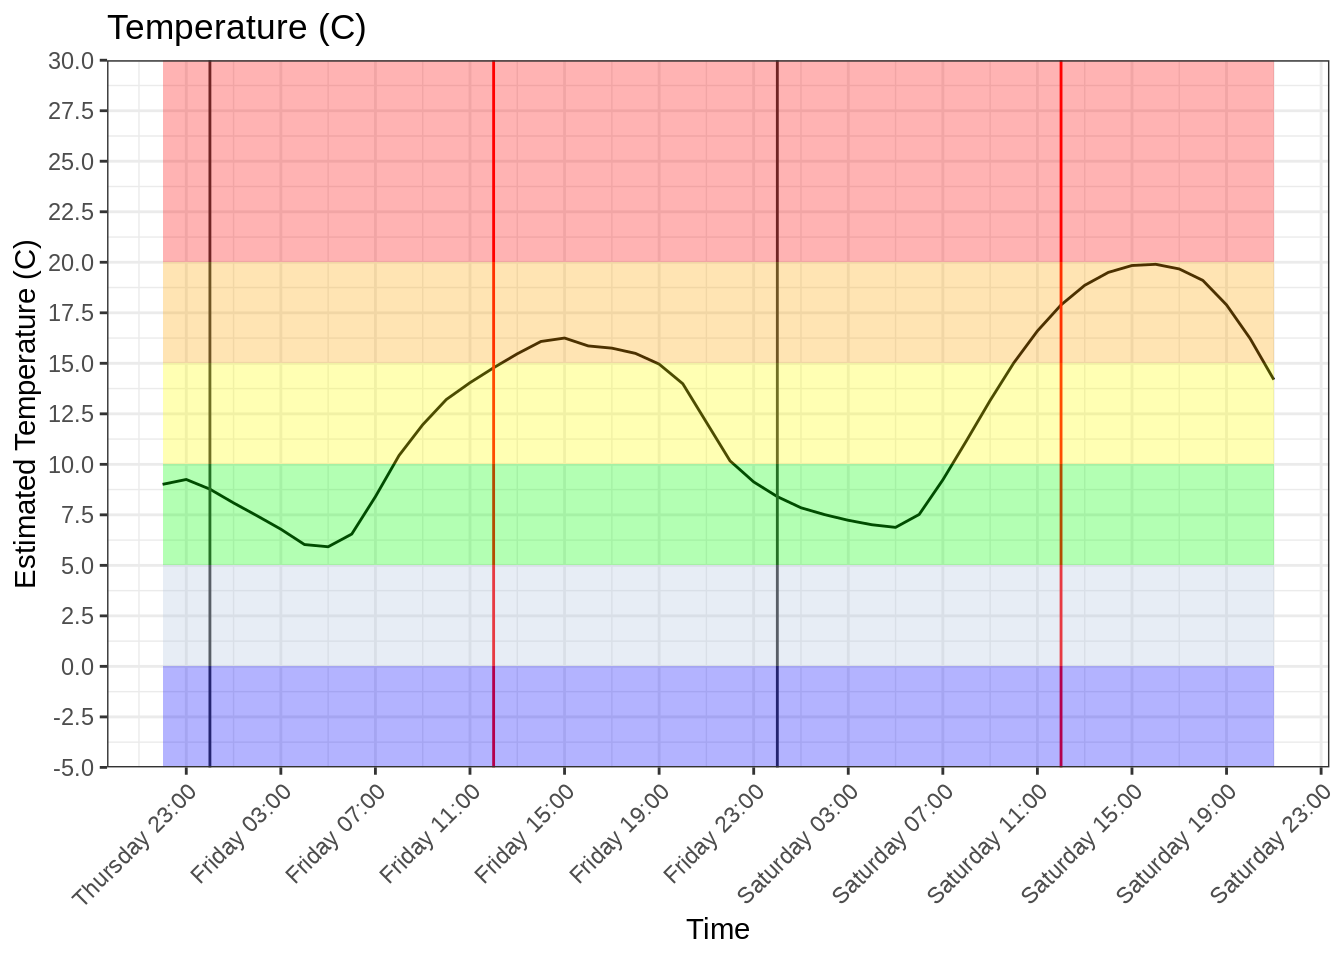 Temperature (C)
Estimated Temperature (C)
30.0
27.5
25.0
22.5
20.0
17.5
15.0
12.5
10.0
7.5
5.0
2.5
0.0
-2.5
-5.0
Thursday 23:00
Friday 03:00
Friday 07:00
Friday 11:00
Friday 15:00
Friday 19:00
Friday 23:00
Saturday 03:00
Saturday 07:00
Saturday 11:00
Saturday 15:00
Saturday 19:00
Saturday 23:00
Time